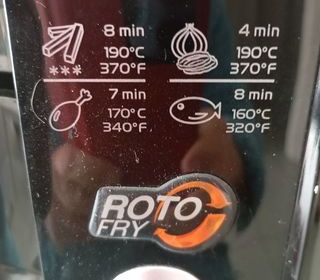 8 min
190°C
370°F
4 min
190°C
370°F
7 min
170°C
340°F
8 min
160°C
320°F
ROTO
FRY